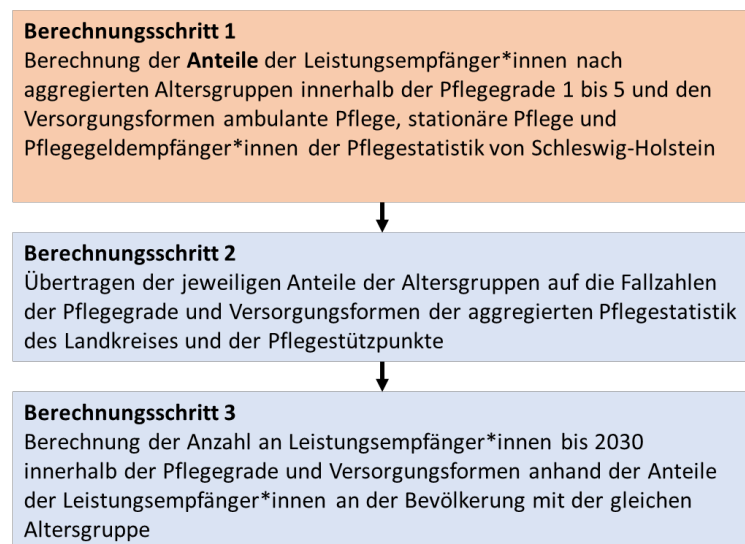 Berechnungsschritt 1
Berechnung der Anteile der Leistungsempfänger*innen nach
aggregierten Altersgruppen innerhalb der Pflegegrade 1 bis 5 und den
Versorgungsformen ambulante Pflege, stationäre Pflege und
Pflegegeldempfänger*innen der Pflegestatistik von Schleswig-Holstein
Berechnungsschritt 2
Übertragen der jeweiligen Anteile der Altersgruppen auf die Fallzahlen
der Pflegegrade und Versorgungsformen der aggregierten Pflegestatistik
des Landkreises und der Pflegestützpunkte
Berechnungsschritt 3
Berechnung der Anzahl an Leistungsempfänger*innen bis 2030
innerhalb der Pflegegrade und Versorgungsformen anhand der Anteile
der Leistungsempfänger*innen an der Bevölkerung mit der gleichen
Altersgruppe